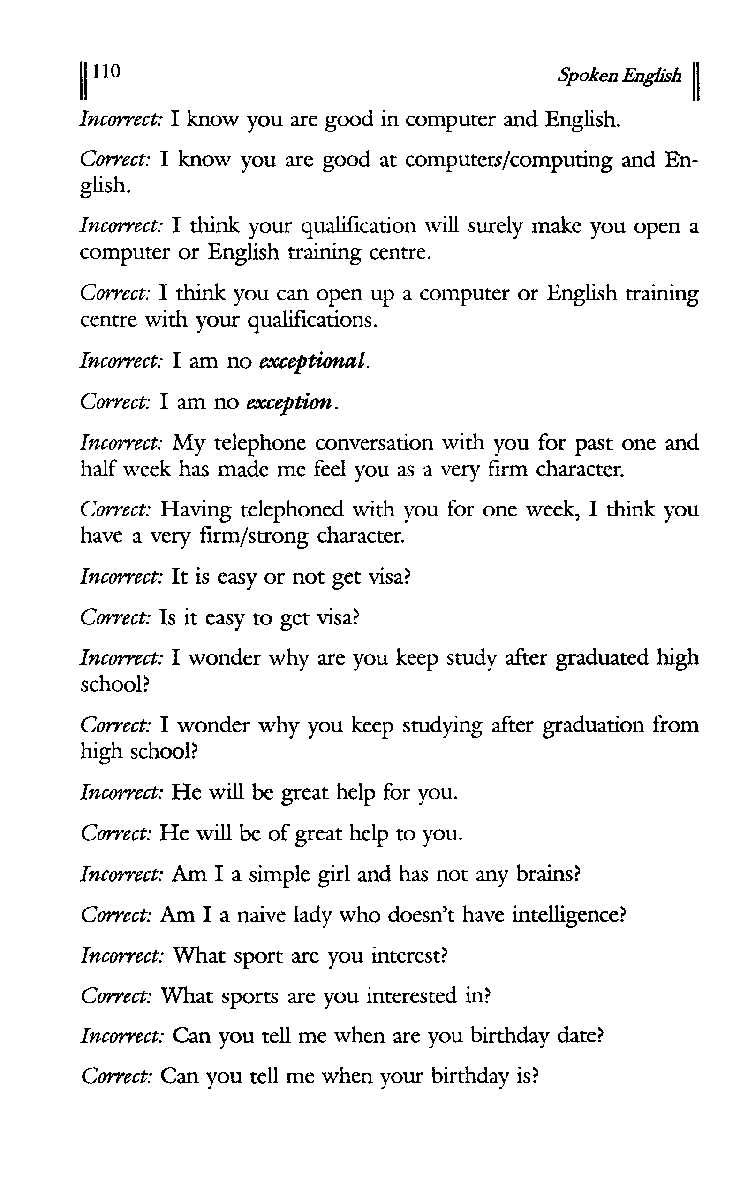 110 Spoken English
Incorrect: I know you are good in computer and English.
Correct: I know you are good at computers/computing and En-
glish.
Incorrect: I think your qualification will surely make you open a
computer or English training centre.
Correct: I think you can open up a computer or English training
centre with your qualifications.
Incorrect: I am no exceptional.
Correct: I am no exception.
Incorrect: My telephone conversation with you for past one and
half week has made me feel you as a very firm character.
Correct: Having telephoned with you for one week, I think you
have a very firm/strong character.
Incorrect: It is easy or not get visa?
Correct: Is it easy to get visa?
Incorrect: I wonder why are you keep study after graduated high
school?
Correct: I wonder why you keep studying after graduation from
high school?
Incorrect: He will be great help for you.
Correct: He will be of great help to you.
Incorrect: Am I a simple girl and has not any brains?
Correct: Am I a naive lady who doesn't have intelligence?
Incorrect: What sport are you interest?
Correct: What sports are you interested in?
Incorrect: Can you tell me when are you birthday date?
Correct: Can you tell me when your birthday is?